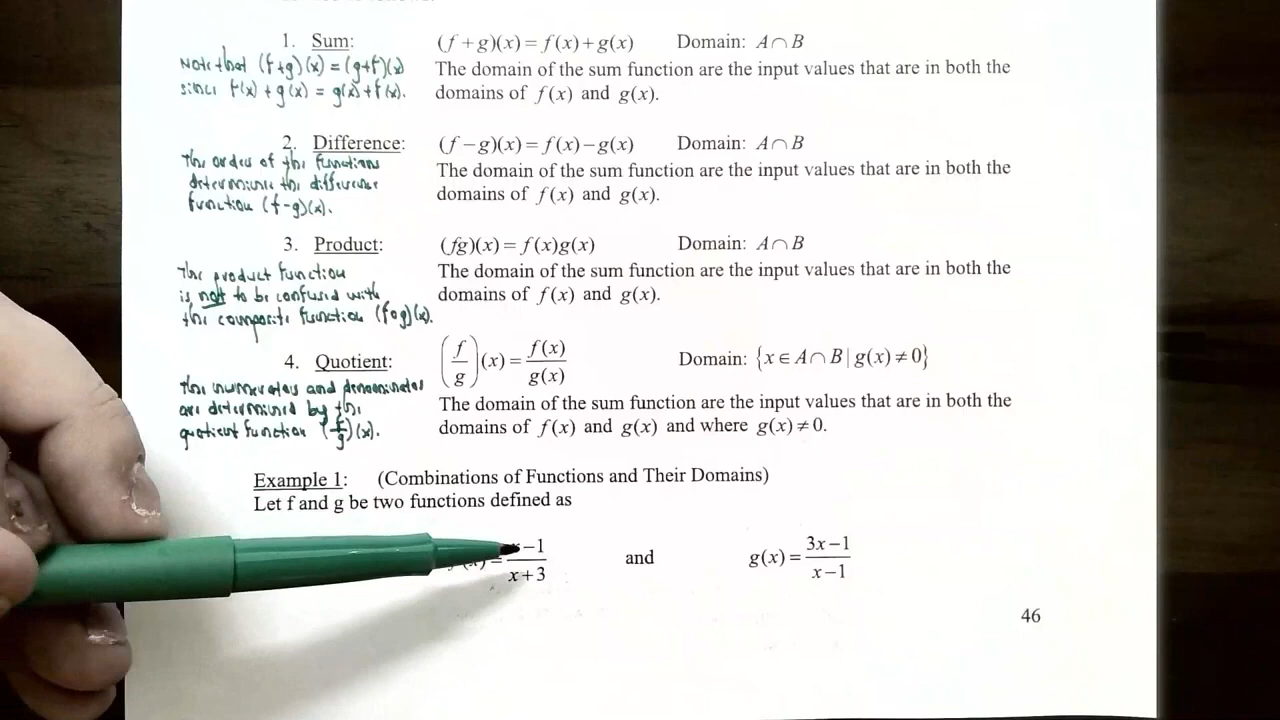 1. Sum: (f+g)(x)=f(x)+g(x) Domain: A∩B
Note that (f+g)(x)=(g+f)(x)
since f(x)+g(x)=g(x)+f(x).
The domain of the sum function are the input values that are in both the
domains of f(x) and g(x).
2. Difference: (f−g)(x)=f(x)−g(x) Domain: A∩B
The order of the functions
determines the difference
function (f-g)(x).
The domain of the sum function are the input values that are in both the
domains of f(x) and g(x).
3. Product: (fg)(x)=f(x)g(x) Domain: A∩B
The product function
is not to be confused with
the composite function (fog)(x).
The domain of the sum function are the input values that are in both the
domains of f(x) and g(x).
4. Quotient: (f/g)(x)=f(x)/g(x) Domain: {x∈A∩B|g(x)≠0}
The numerator and denominator
are determined by the
quotient function (f/g)(x).
The domain of the sum function are the input values that are in both the
domains of f(x) and g(x) and where g(x)≠0.
Example 1: (Combinations of Functions and Their Domains)
Let f and g be two functions defined as
−1/x+3 and g(x)=3x−1/x−1
46